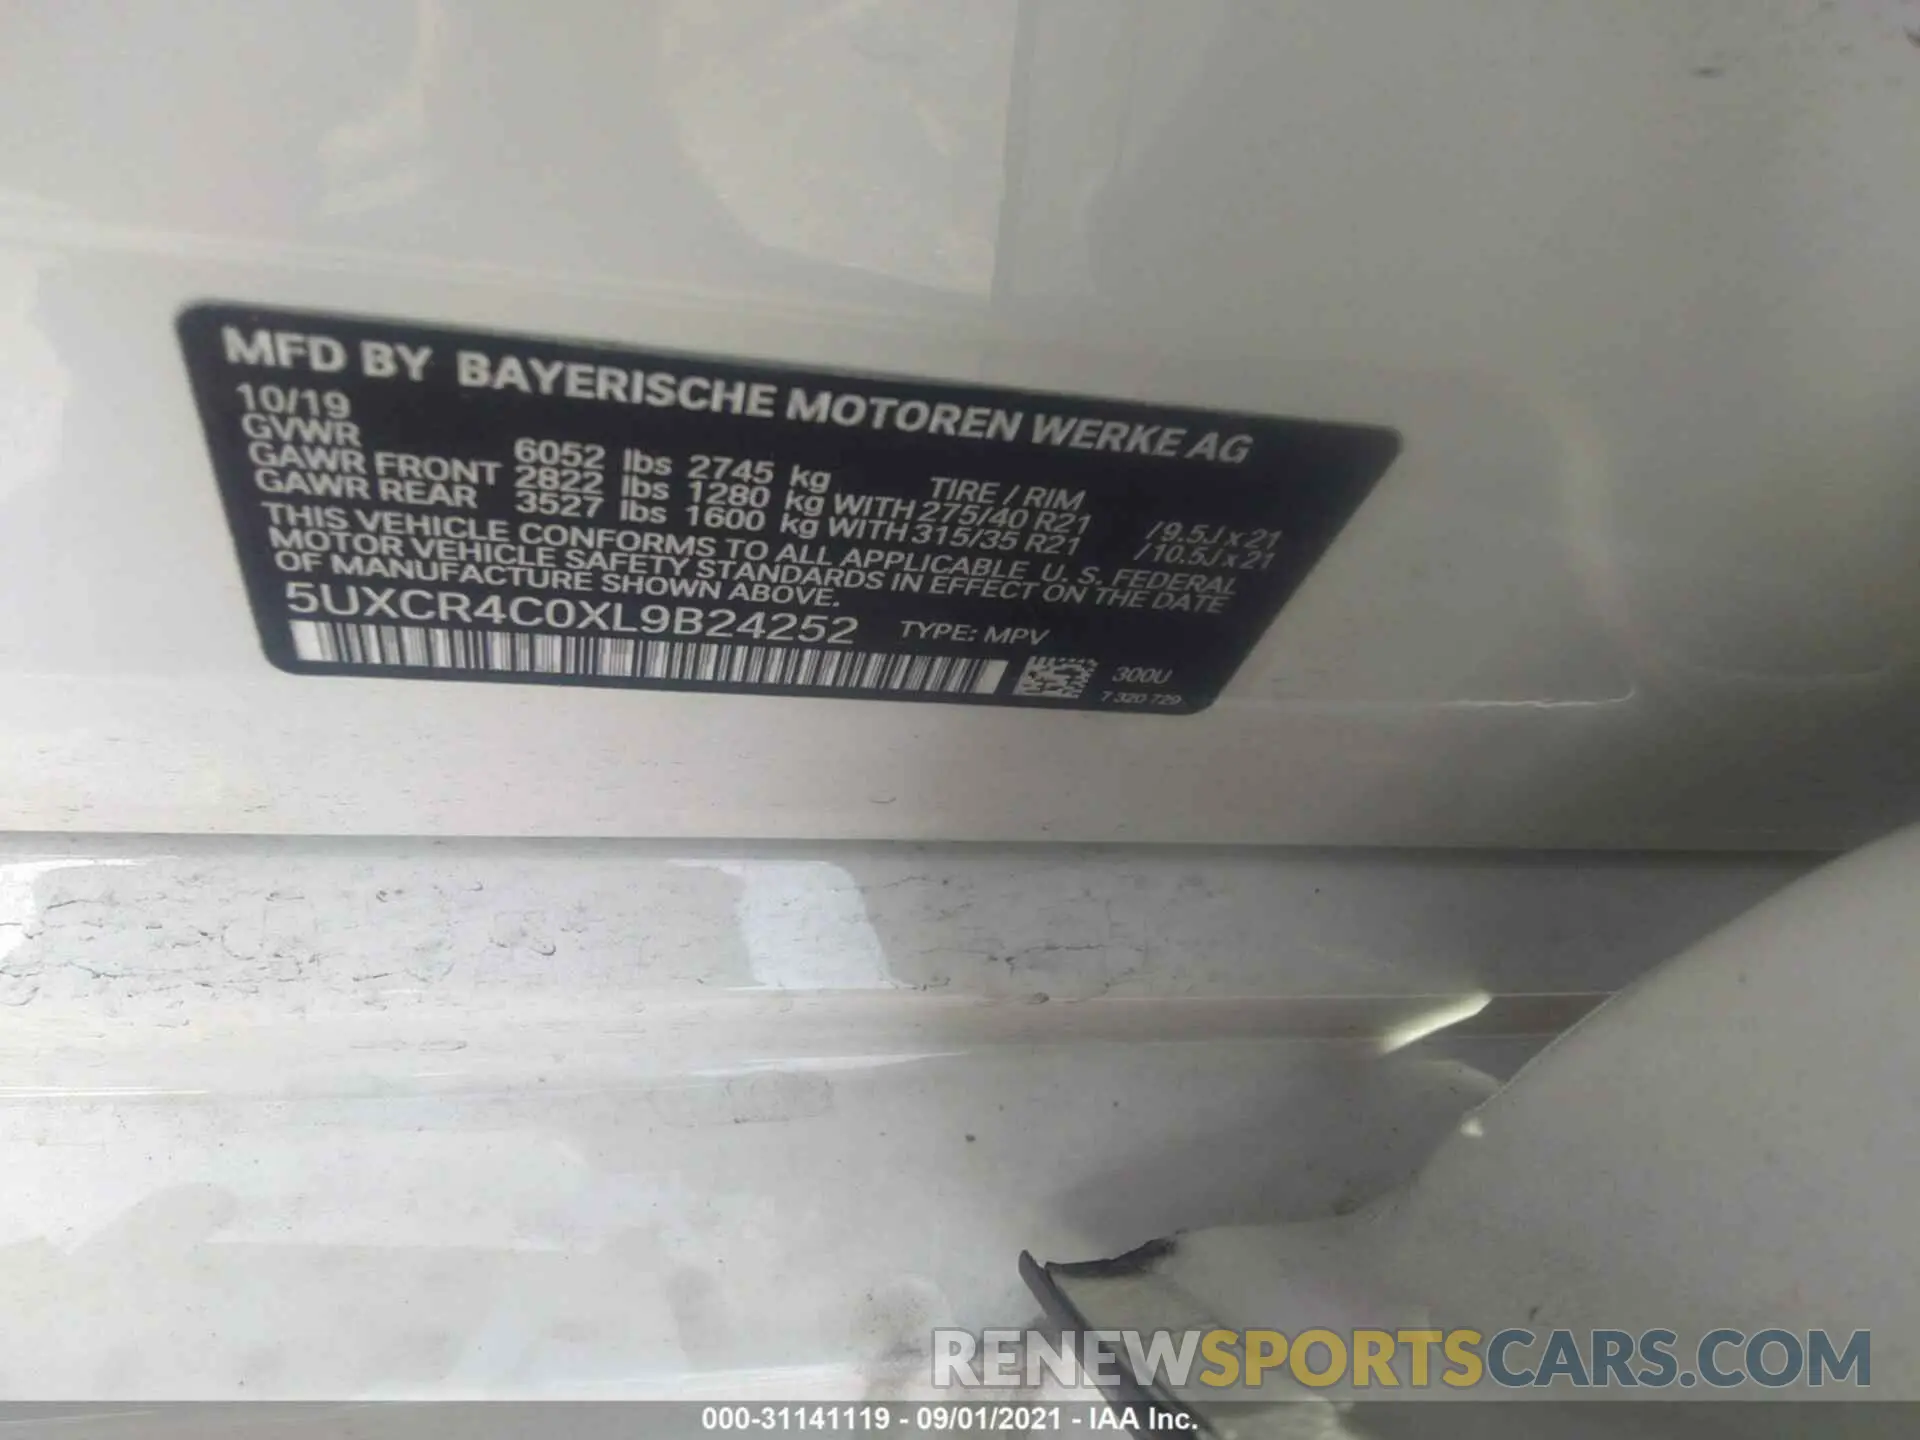 MFD BY BAYERISCHE MOTOREN WERKE AG
10/19
GVWR 6052 lbs 2745 kg TIRE / RIM
GAWR FRONT 2822 lbs 1280 kg WITH 275/40 R21 / 9.5J x 21
GAWR REAR 3527 lbs 1600 kg WITH 315/35 R21 / 10.5J x 21
THIS VEHICLE CONFORMS TO ALL APPLICABLE U. S. FEDERAL
MOTOR VEHICLE SAFETY STANDARDS IN EFFECT ON THE DATE
OF MANUFACTURE SHOWN ABOVE.
5UXCR4C0XL9B24252 TYPE: MPV
300U
7 320 729
RENEWSPORTSCARS.COM
000-31141119 - 09/01/2021 - IAA Inc.